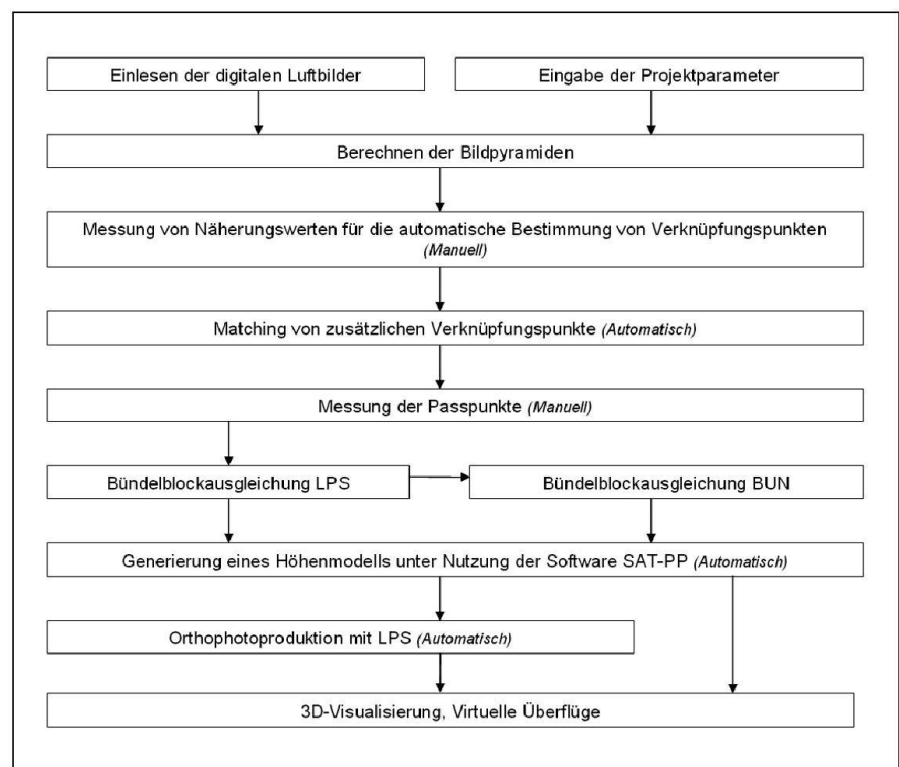 Einlesen der digitalen Luftbilder
Eingabe der Projektparameter
Berechnen der Bildpyramiden
Messung von Näherungswerten für die automatische Bestimmung von Verknüpfungspunkten
(Manuell)
Matching von zusätzlichen Verknüpfungspunkte (Automatisch)
Messung der Passpunkte (Manuell)
Bündelblockausgleichung LPS
Bündelblockausgleichung BUN
Generierung eines Höhenmodells unter Nutzung der Software SAT-PP (Automatisch)
Orthophotoproduktion mit LPS (Automatisch)
3D-Visualisierung, Virtuelle Überflüge